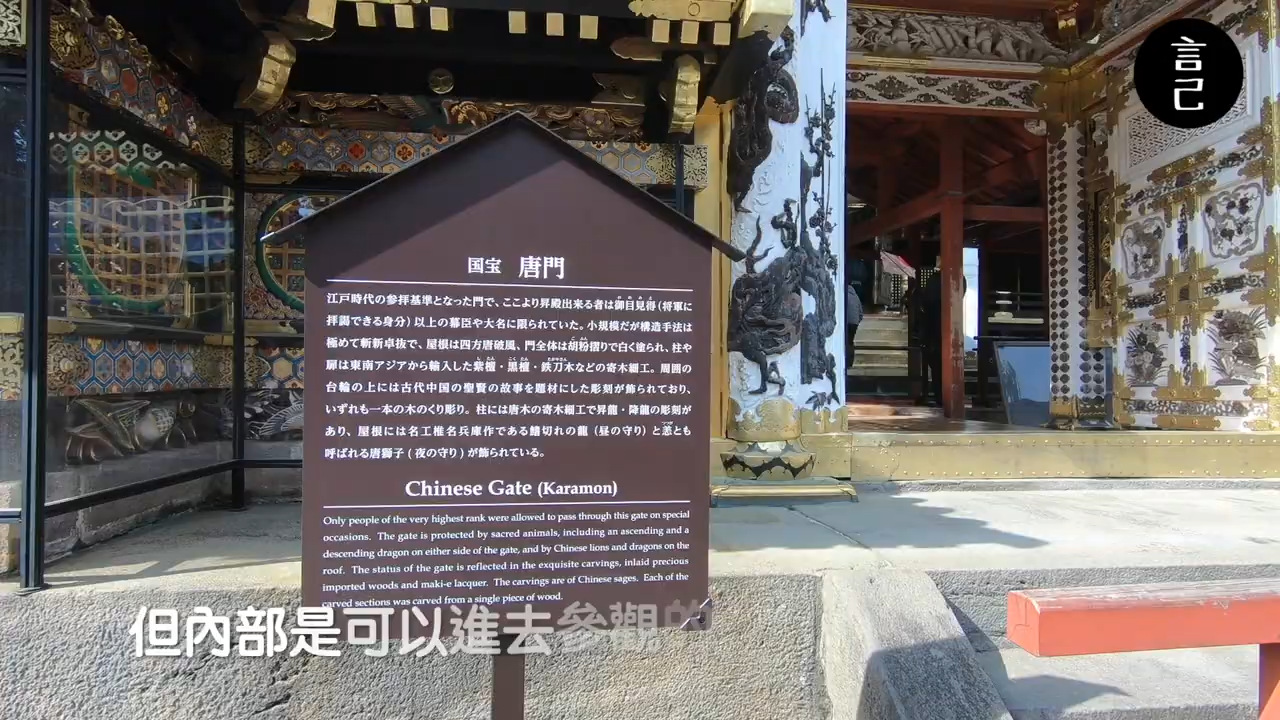 言己
国宝 唐門
江戸時代の参拝基準となった門で、ここより昇殿出来る者は御目見得(将軍に
拝謁できる身分)以上の幕臣や大名に限られていた。小規模だが構造手法は
極めて斬新卓抜で、屋根は四方唐破風、門全体は胡粉摺りで白く塗られ、柱や
扉は東南アジアから輸入した紫檀・黒檀・鉄刀木などの寄木細工。周囲の
台輪の上には古代中国の聖賢の故事を題材にした彫刻が飾られており、
いずれも一本の木のくり彫り。柱には唐木の寄木細工で昇龍・降龍の彫刻が
あり、屋根には名工椎名兵庫作である鰭切れの龍(昼の守り)と恙とも
呼ばれる唐獅子(夜の守り)が飾られている。
Chinese Gate (Karamon)
Only people of the very highest rank were allowed to pass through this gate on special
occasions. The gate is protected by sacred animals, including an ascending and a
descending dragon on either side of the gate, and by Chinese lions and dragons on the
roof. The status of the gate is reflected in the exquisite carvings, inlaid precious
imported woods and maki-e lacquer. The carvings are of Chinese sages. Each of the
carved sections was carved from a single piece of wood.
但內部是可以進去參觀的